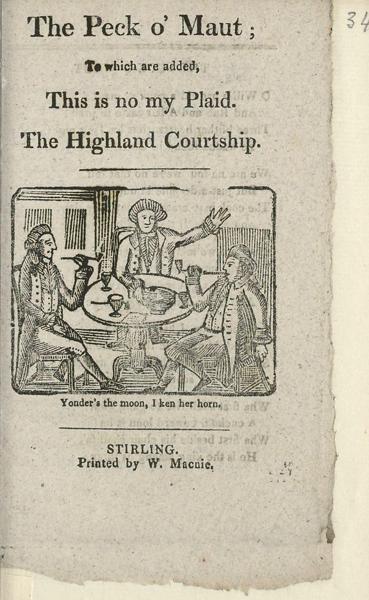 34
The Peck o' Maut;
To which are added,
This is no my Plaid.
The Highland Courtship.
Yonder's the moon, I ken her horn.
STIRLING.
Printed by W. Macnie.